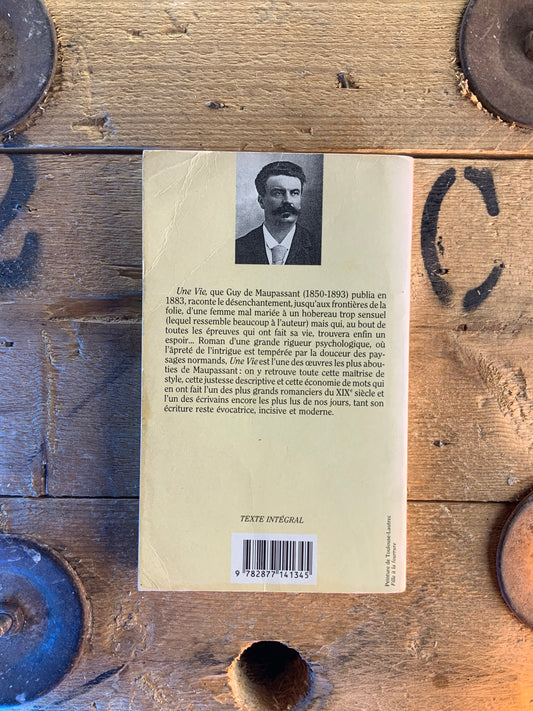 Une Vie, que Guy de Maupassant (1850-1893) publia en
1883, raconte le désenchantement, jusqu'aux frontières de la
folie, d'une femme mal mariée à un hobereau trop sensuel
(lequel ressemble beaucoup à l'auteur) mais qui, au bout de
toutes les épreuves qui ont fait sa vie, trouvera enfin un
espoir... Roman d'une grande rigueur psychologique, où
l'âpreté de l'intrigue est tempérée par la douceur des pay-
sages normands, Une Vie est l'une des œuvres les plus abou-
ties de Maupassant : on y retrouve toute cette maîtrise de
style, cette justesse descriptive et cette économie de mots qui
en ont fait l'un des plus grands romanciers du XIXe siècle et
l'un des écrivains encore les plus lus de nos jours, tant son
écriture reste évocatrice, incisive et moderne.
TEXTE INTÉGRAL
9 782877 141345
Peinture de Toulouse-Lautrec
Fille à la fourrure
C